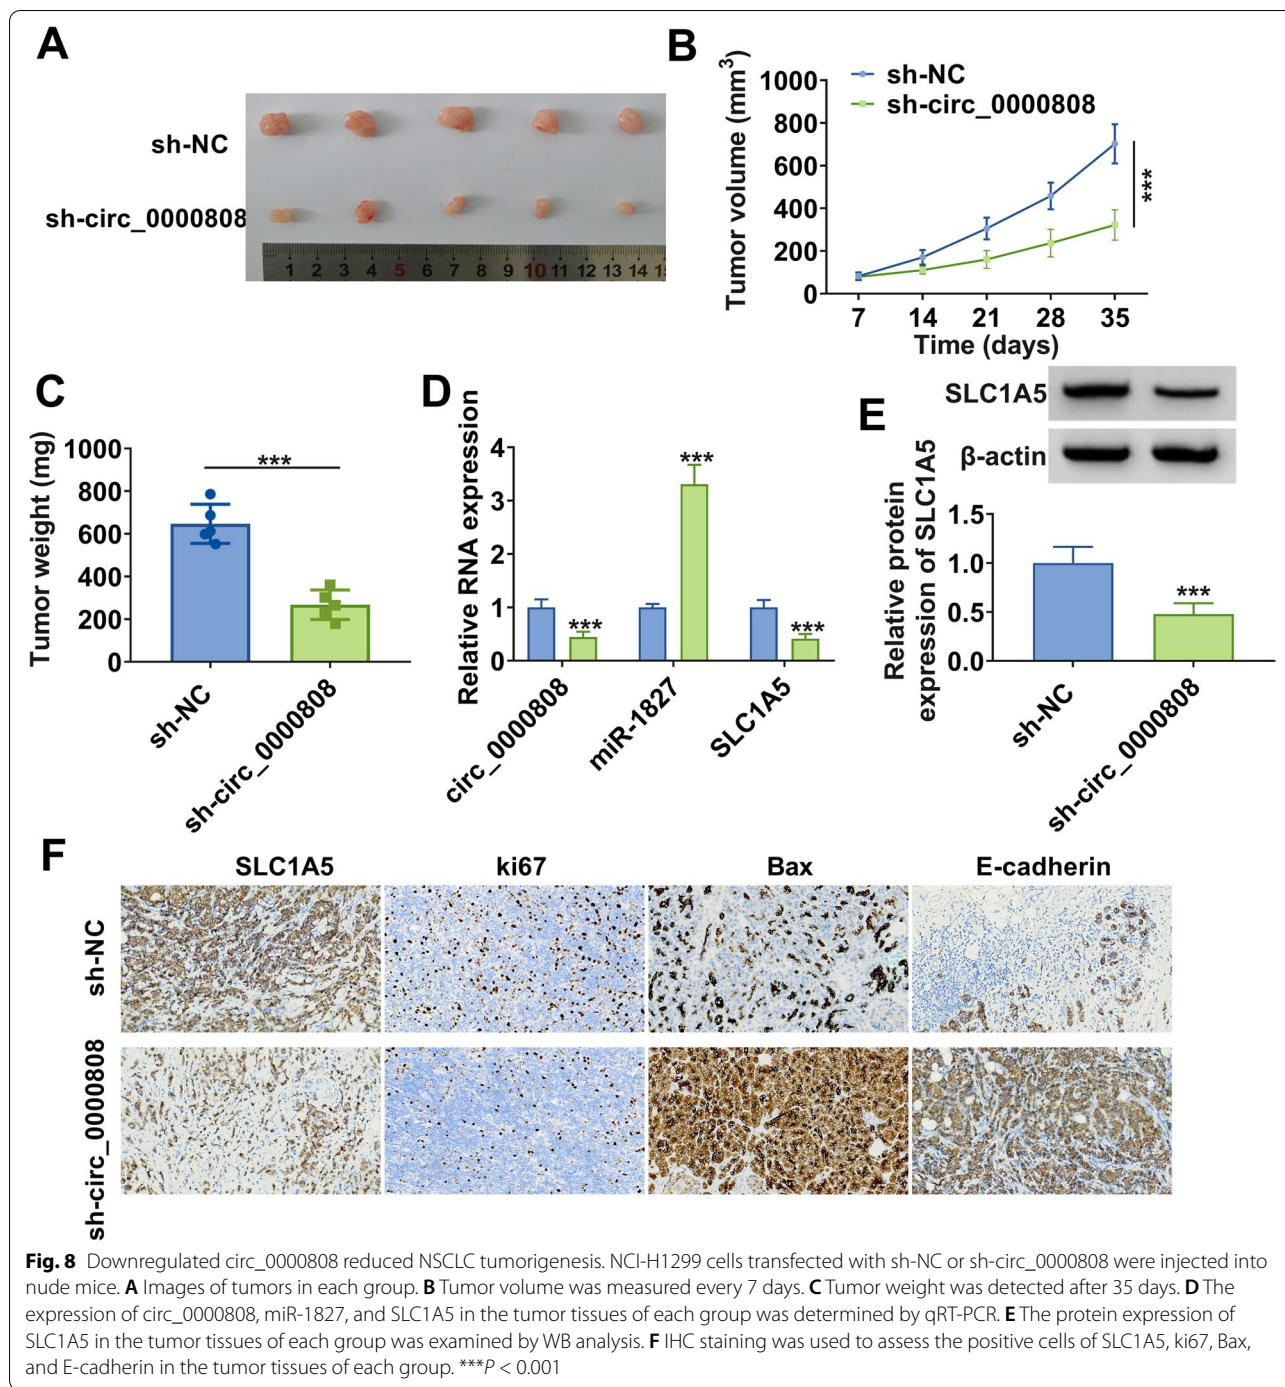 A
sh-NC
sh-circ_0000808
1 2 3 4 5 6 7 8 9 10 11 12 13 14
B
sh-NC
sh-circ_0000808
Tumor volume (mm³)
1000
800
600
400
200
0
***
7 14 21 28 35
Time (days)
C
Tumor weight (mg)
1000
800
600
400
200
0
***
sh-NC
sh-circ_0000808
D
Relative RNA expression
4
3
2
1
0
***
***
***
circ_0000808
miR-1827
SLC1A5
E
SLC1A5
β-actin
Relative protein
expression of SLC1A5
1.5
1.0
0.5
0.0
***
sh-NC
sh-circ_0000808
F
SLC1A5 ki67 Bax E-cadherin
sh-NC
sh-circ_0000808
Fig. 8 Downregulated circ_0000808 reduced NSCLC tumorigenesis. NCI-H1299 cells transfected with sh-NC or sh-circ_0000808 were injected into
nude mice. A Images of tumors in each group. B Tumor volume was measured every 7 days. C Tumor weight was detected after 35 days. D The
expression of circ_0000808, miR-1827, and SLC1A5 in the tumor tissues of each group was determined by qRT-PCR. E The protein expression of
SLC1A5 in the tumor tissues of each group was examined by WB analysis. F IHC staining was used to assess the positive cells of SLC1A5, ki67, Bax,
and E-cadherin in the tumor tissues of each group. ***P < 0.001